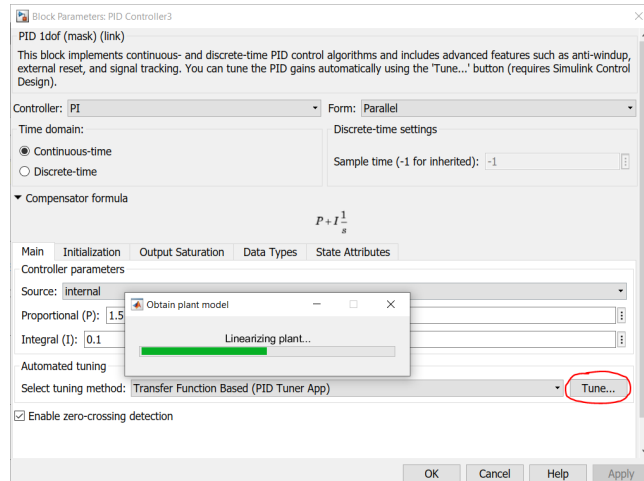 Block Parameters: PID Controller3
PID 1dof (mask) (link)
This block implements continuous- and discrete-time PID control algorithms and includes advanced features such as anti-windup,
external reset, and signal tracking. You can tune the PID gains automatically using the 'Tune...' button (requires Simulink Control
Design).
Controller: PI Form: Parallel
Time domain: Discrete-time settings
Continuous-time
Sample time (-1 for inherited): -1
Discrete-time
Compensator formula
P+I 1/s
Main Initialization Output Saturation Data Types State Attributes
Controller parameters
Source: internal
Obtain plant model
Proportional (P): 1.5
Linearizing plant...
Integral (I): 0.1
Automated tuning
Select tuning method: Transfer Function Based (PID Tuner App) Tune...
Enable zero-crossing detection
OK Cancel Help Apply